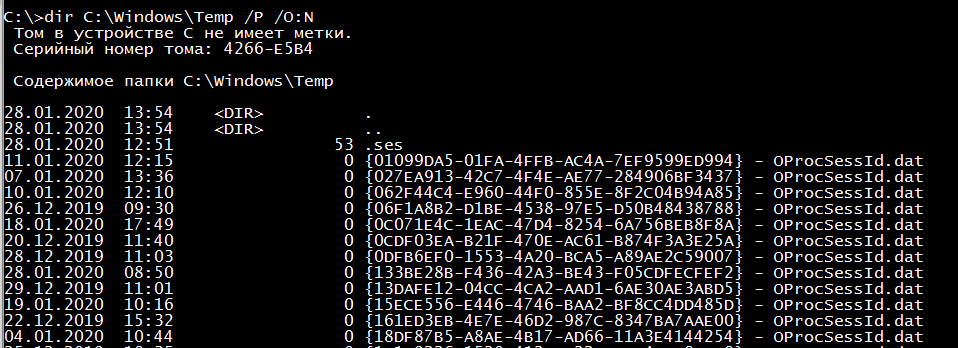 C:\>dir C:\Windows\Temp /P /O:N
Том в устройстве C не имеет метки.
Серийный номер тома: 4266-E5B4
Содержимое папки C:\Windows\Temp
28.01.2020 13:54 <DIR> .
28.01.2020 13:54 <DIR> ..
28.01.2020 12:51 53 .ses
11.01.2020 12:15 0 {01099DA5-01FA-4FFB-AC4A-7EF9599ED994} - OProcSessId.dat
07.01.2020 13:36 0 {027EA913-42C7-4F4E-AE77-284906BF3437} - OProcSessId.dat
10.01.2020 12:10 0 {062F44C4-E960-44F0-855E-8F2C04B94A85} - OProcSessId.dat
26.12.2019 09:30 0 {06F1A8B2-D1BE-4538-97E5-D50B48438788} - OProcSessId.dat
18.01.2020 17:49 0 {0C071E4C-1EAC-47D4-8254-6A756BEB8F8A} - OProcSessId.dat
20.12.2019 11:40 0 {0CDF03EA-B21F-470E-AC61-B874F3A3E25A} - OProcSessId.dat
28.12.2019 11:03 0 {0DFB6EF0-1553-4A20-BCA5-A89AE2C59007} - OProcSessId.dat
28.01.2020 08:50 0 {133BE28B-F436-42A3-BE43-F05CDFECFEF2} - OProcSessId.dat
29.12.2019 11:01 0 {13DAFE12-04CC-4CA2-AAD1-6AE30AE3ABD5} - OProcSessId.dat
19.01.2020 10:16 0 {15ECE556-E446-4746-BAA2-BF8CC4DD485D} - OProcSessId.dat
22.12.2019 15:32 0 {161ED3EB-4E7E-46D2-987C-8347BA7AAE00} - OProcSessId.dat
04.01.2020 10:44 0 {18DF87B5-A8AE-4B17-AD66-11A3E4144254} - OProcSessId.dat